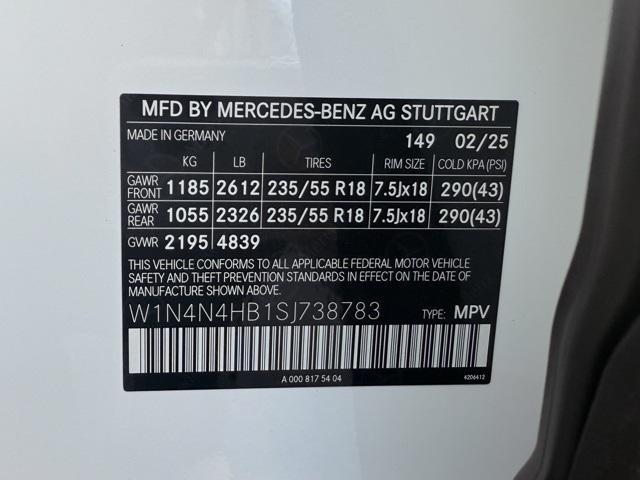 MFD BY MERCEDES-BENZ AG STUTTGART
MADE IN GERMANY 149 02/25
KG LB TIRES RIM SIZE COLD KPA (PSI)
GAWR FRONT 1185 2612 235/55 R18 7.5Jx18 290(43)
GAWR REAR 1055 2326 235/55 R18 7.5Jx18 290(43)
GVWR 2195 4839
THIS VEHICLE CONFORMS TO ALL APPLICABLE FEDERAL MOTOR VEHICLE
SAFETY AND THEFT PREVENTION STANDARDS IN EFFECT ON THE DATE
OF MANUFACTURE SHOWN ABOVE.
W1N4N4HB1SJ738783 TYPE: MPV
A 000 817 54 04 4206412